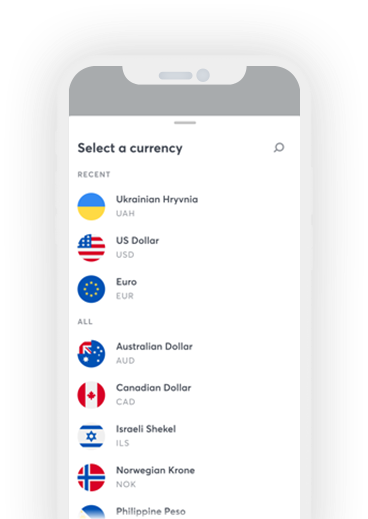 Select a currency
RECENT
Ukrainian Hryvnia
UAH
US Dollar
USD
Euro
EUR
ALL
Australian Dollar
AUD
Canadian Dollar
CAD
Israeli Shekel
ILS
Norwegian Krone
NOK
Philippine Peso